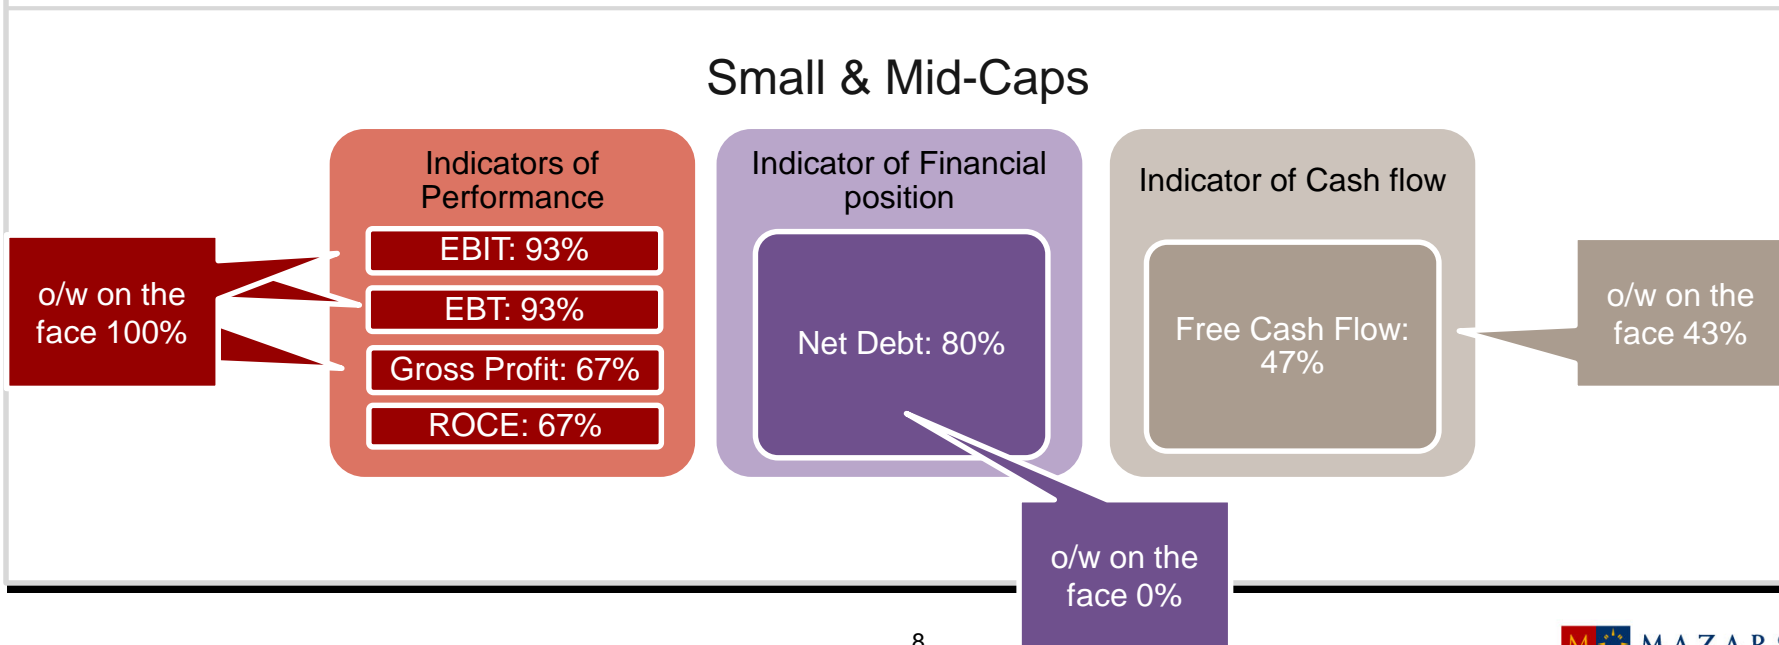 Small & Mid-Caps
Indicators of
Performance
EBIT: 93%
EBT: 93%
Gross Profit: 67%
ROCE: 67%
o/w on the
face 100%
Indicator of Financial
position
Net Debt: 80%
o/w on the
face 0%
Indicator of Cash flow
Free Cash Flow:
47%
o/w on the
face 43%
8
M MAZARS